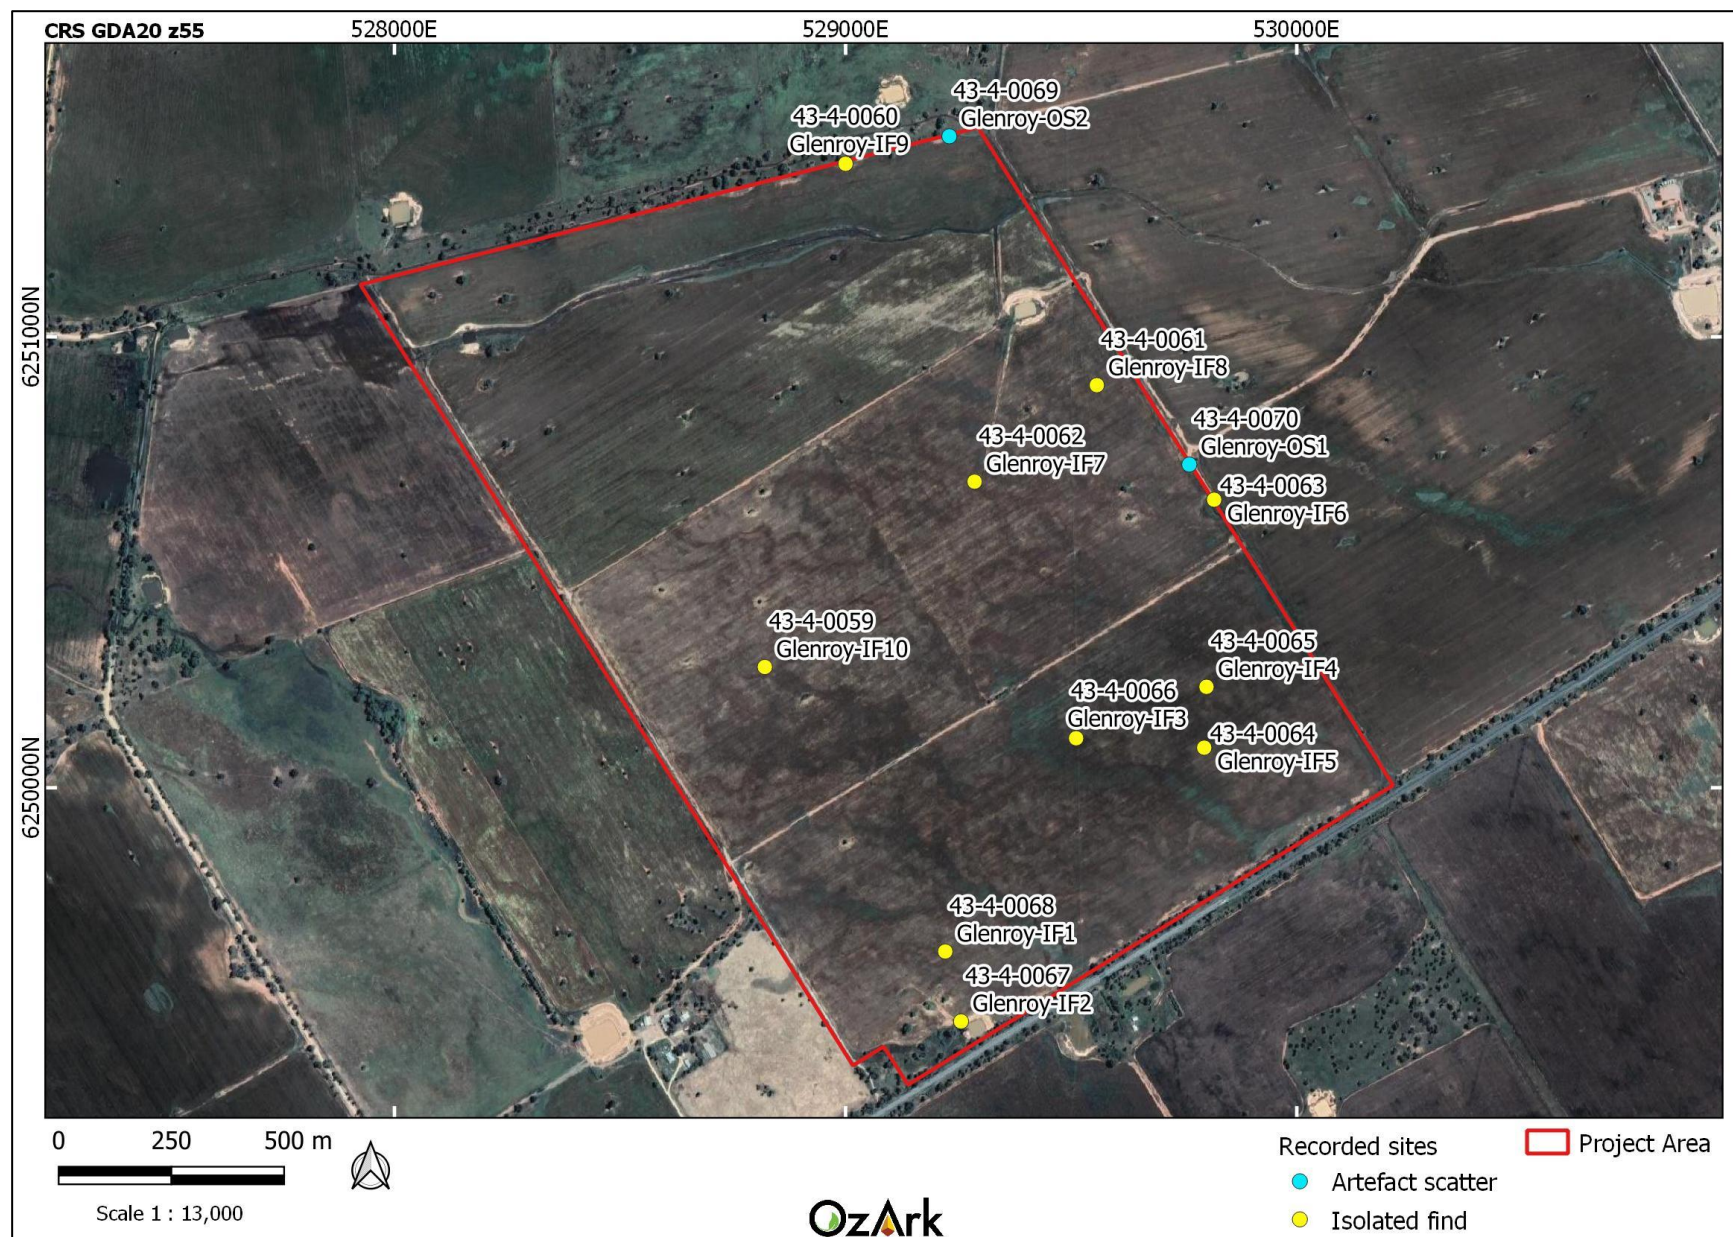 CRS GDA20 z55
528000E
529000E
530000E
43-4-0069
Glenroy-OS2
43-4-0060
Glenroy-IF9
6251000N
43-4-0061
Glenroy-IF8
43-4-0070
Glenroy-OS1
43-4-0062
Glenroy-IF7
43-4-0063
Glenroy-IF6
43-4-0059
Glenroy-IF10
43-4-0065
Glenroy-IF4
43-4-0066
Glenroy-IF3
43-4-0064
Glenroy-IF5
6250000N
43-4-0068
Glenroy-IF1
43-4-0067
Glenroy-IF2
0 250 500 m
Scale 1 : 13,000
OzArk
Recorded sites
Artefact scatter
Isolated find
Project Area